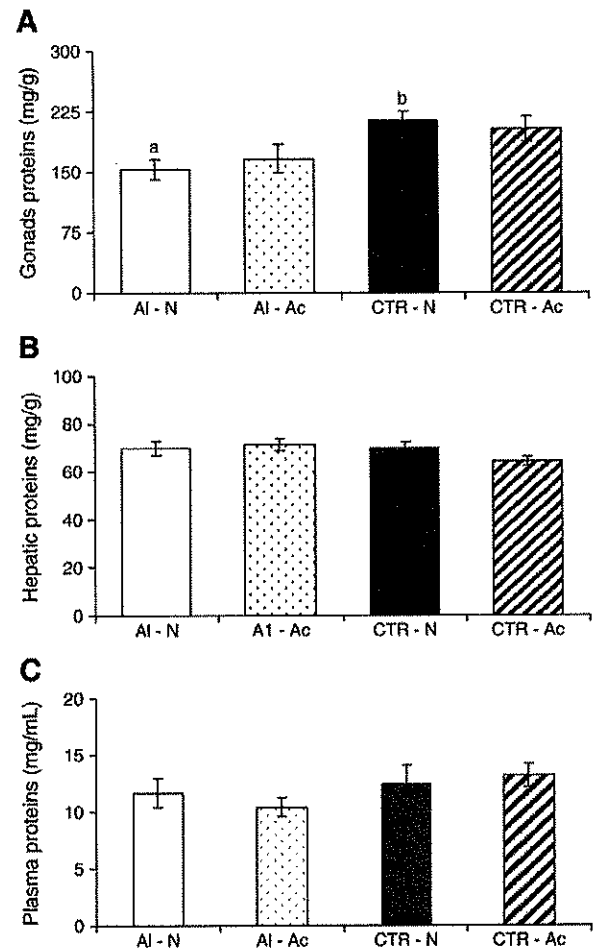 A
Gonads proteins (mg/g)
300
225
150
75
0
a
b
Al - N
Al - Ac
CTR - N
CTR - Ac
B
Hepatic proteins (mg/g)
100
80
60
40
20
0
Al - N
A1 - Ac
CTR - N
CTR - Ac
C
Plasma proteins (mg/mL)
20
15
10
5
0
Al - N
Al - Ac
CTR - N
CTR - Ac